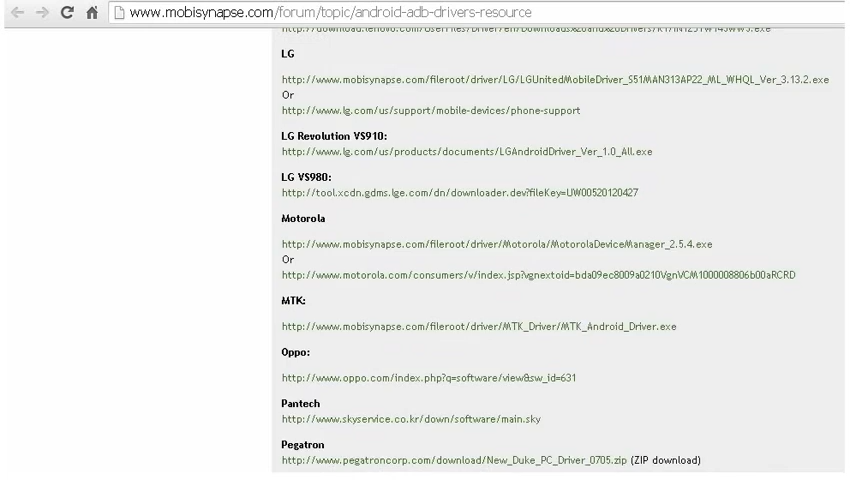 www.mobisynapse.com/forum/topic/android-adb-drivers-resource
LG
http://www.mobisynapse.com/fileroot/driver/LG/LGUnitedMobileDriver_S51MAN313AP22_ML_WHQL_Ver_3.13.2.exe
Or
http://www.lg.com/us/support/mobile-devices/phone-support
LG Revolution VS910:
http://www.lg.com/us/products/documents/LGAndroidDriver_Ver_1.0_All.exe
LG VS980:
http://tool.xcdn.gdms.lge.com/dn/downloader.dev?fileKey=UW00520120427
Motorola
http://www.mobisynapse.com/fileroot/driver/Motorola/MotorolaDeviceManager_2.5.4.exe
Or
http://www.motorola.com/consumers/v/index.jsp?vgnextoid=bda09ec8009a0210VgnVCM1000008806b00aRCRD
MTK:
http://www.mobisynapse.com/fileroot/driver/MTK_Driver/MTK_Android_Driver.exe
Oppo:
http://www.oppo.com/index.php?q=software/view&sw_id=631
Pantech
http://www.skyservice.co.kr/down/software/main.sky
Pegatron
http://www.pegatroncorp.com/download/New_Duke_PC_Driver_0705.zip (ZIP download)